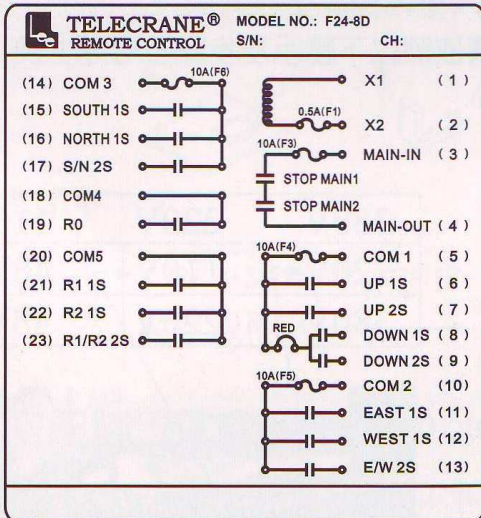 TELECRANE®
REMOTE CONTROL
MODEL NO.: F24-8D
S/N: CH:
(14) COM 3 10A(F6)
(15) SOUTH 1S
(16) NORTH 1S
(17) S/N 2S
(18) COM4
(19) R0
(20) COM5
(21) R1 1S
(22) R2 1S
(23) R1/R2 2S
X1 (1)
0.5A(F1) X2 (2)
10A(F3) MAIN-IN (3)
STOP MAIN1
STOP MAIN2
MAIN-OUT (4)
10A(F4) COM 1 (5)
UP 1S (6)
UP 2S (7)
RED DOWN 1S (8)
DOWN 2S (9)
10A(F5) COM 2 (10)
EAST 1S (11)
WEST 1S (12)
E/W 2S (13)